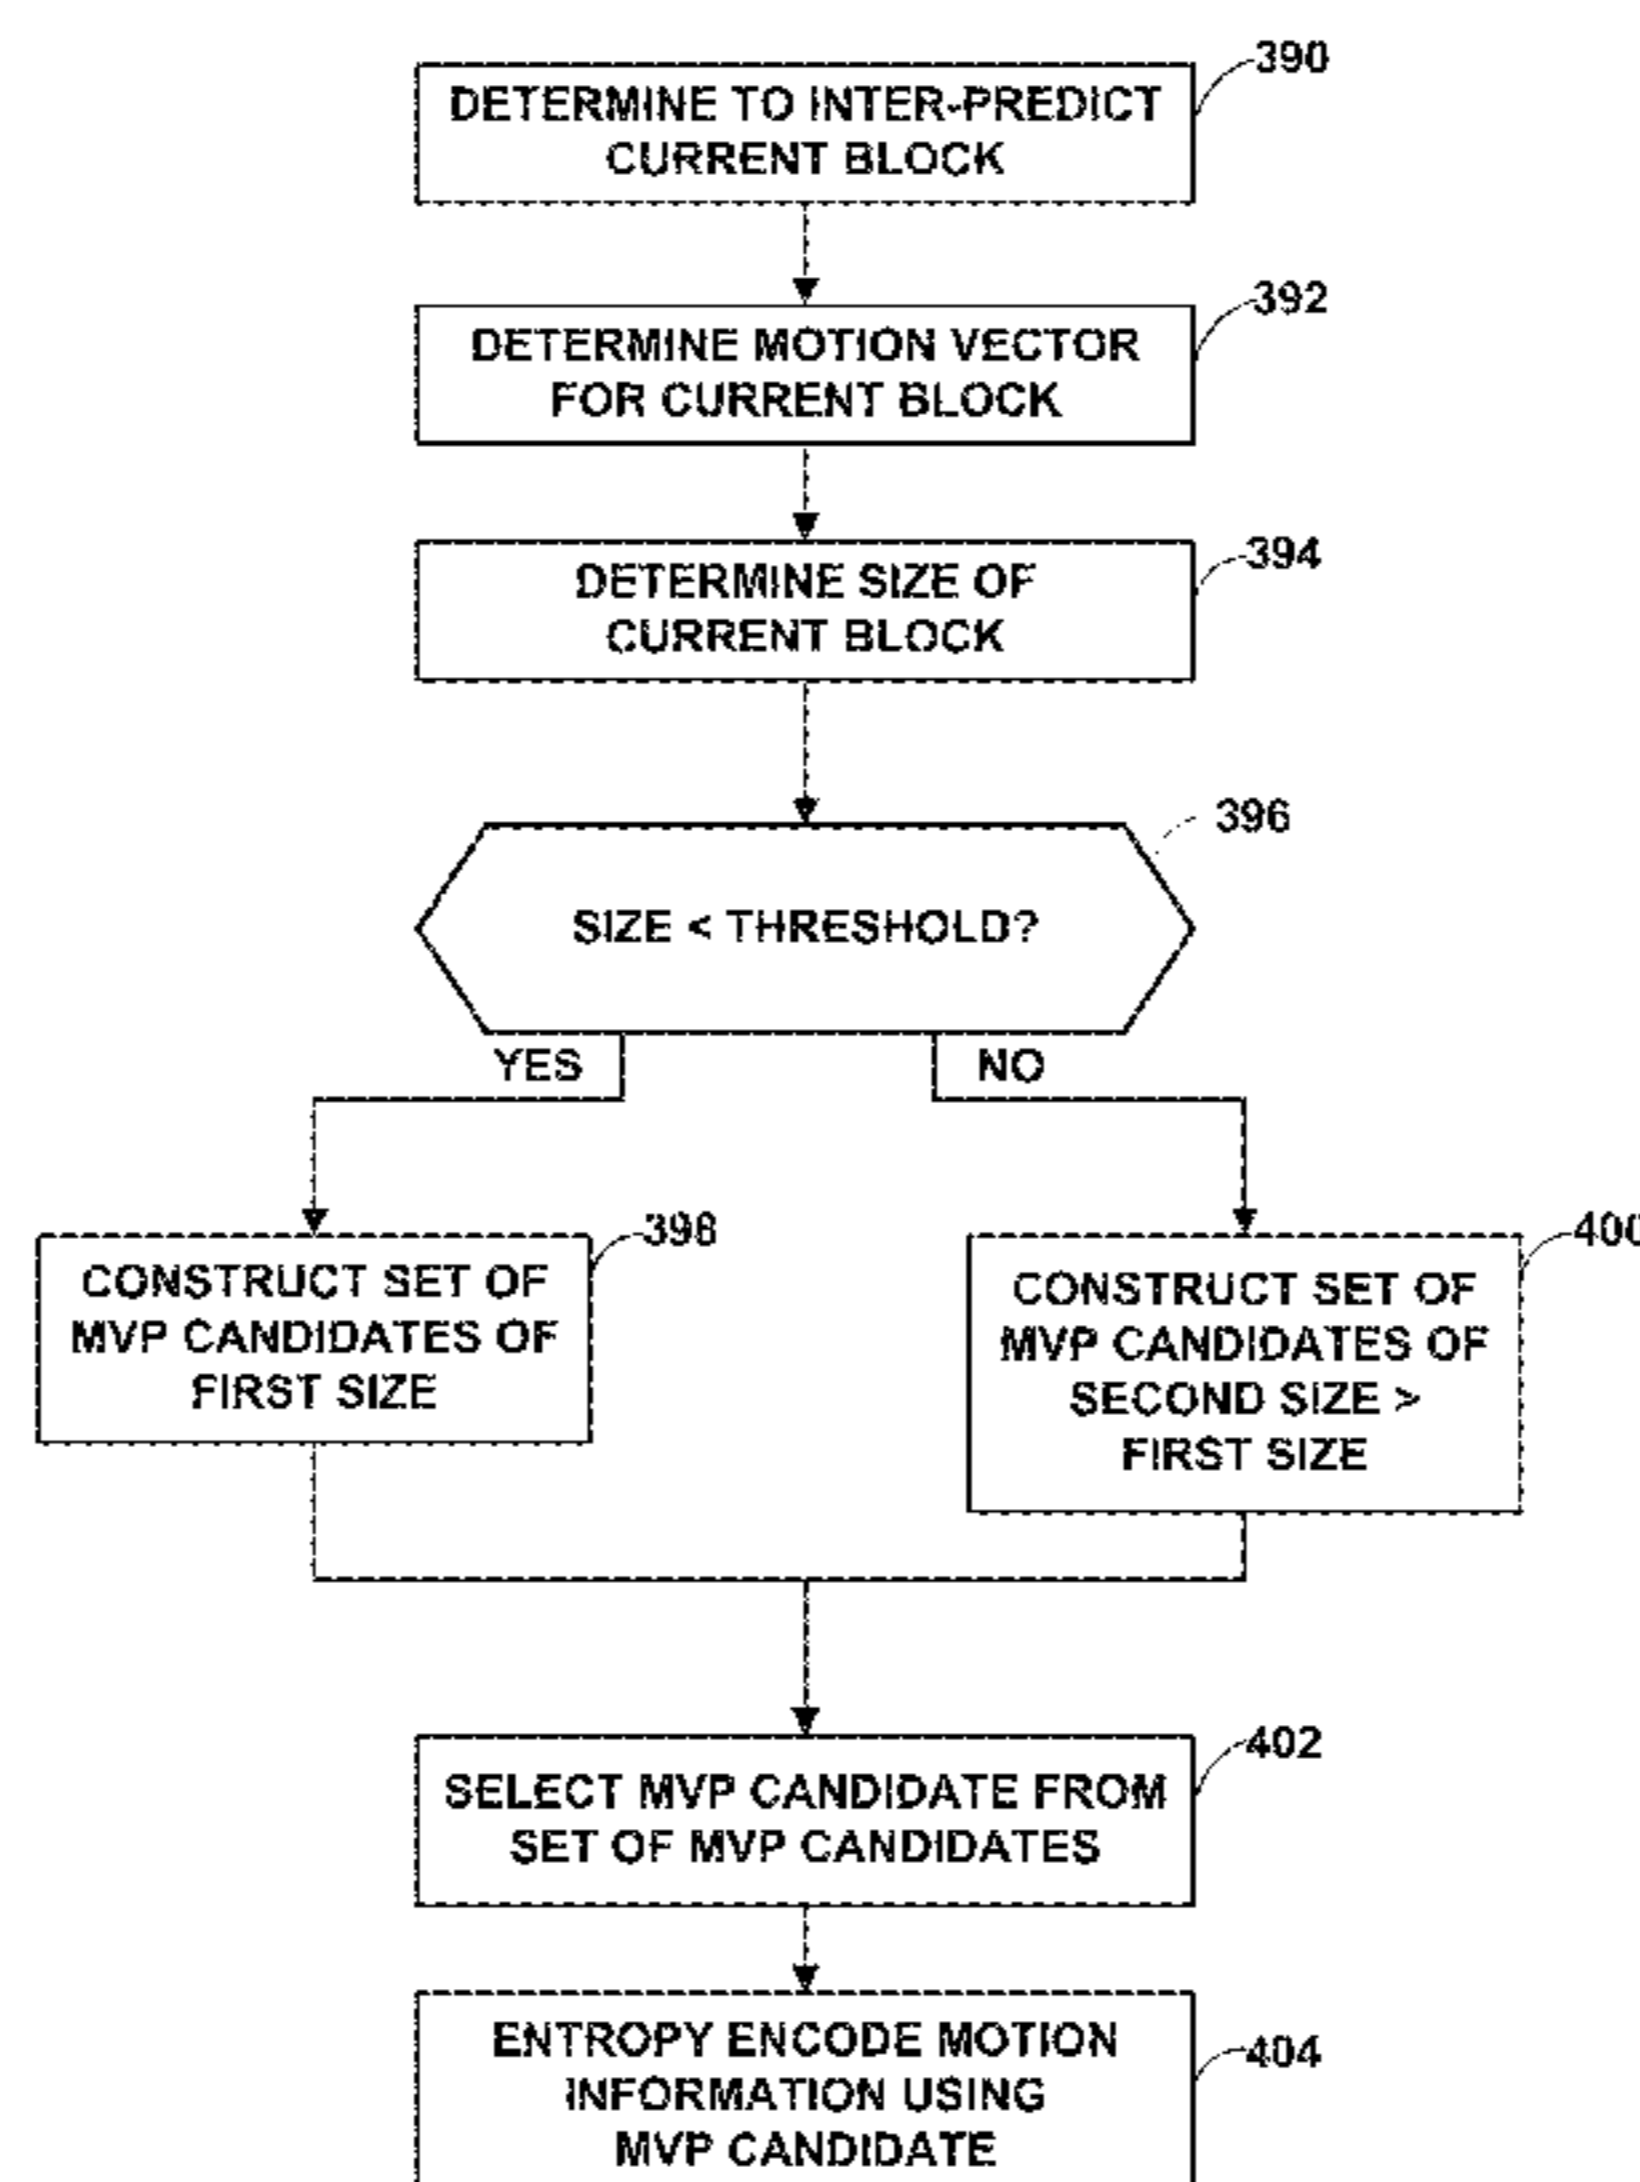 390
DETERMINE TO INTER-PREDICT
CURRENT BLOCK
392
DETERMINE MOTION VECTOR
FOR CURRENT BLOCK
394
DETERMINE SIZE OF
CURRENT BLOCK
396
SIZE < THRESHOLD?
YES
NO
398
CONSTRUCT SET OF
MVP CANDIDATES OF
FIRST SIZE
400
CONSTRUCT SET OF
MVP CANDIDATES OF
SECOND SIZE >
FIRST SIZE
402
SELECT MVP CANDIDATE FROM
SET OF MVP CANDIDATES
404
ENTROPY ENCODE MOTION
INFORMATION USING
MVP CANDIDATE